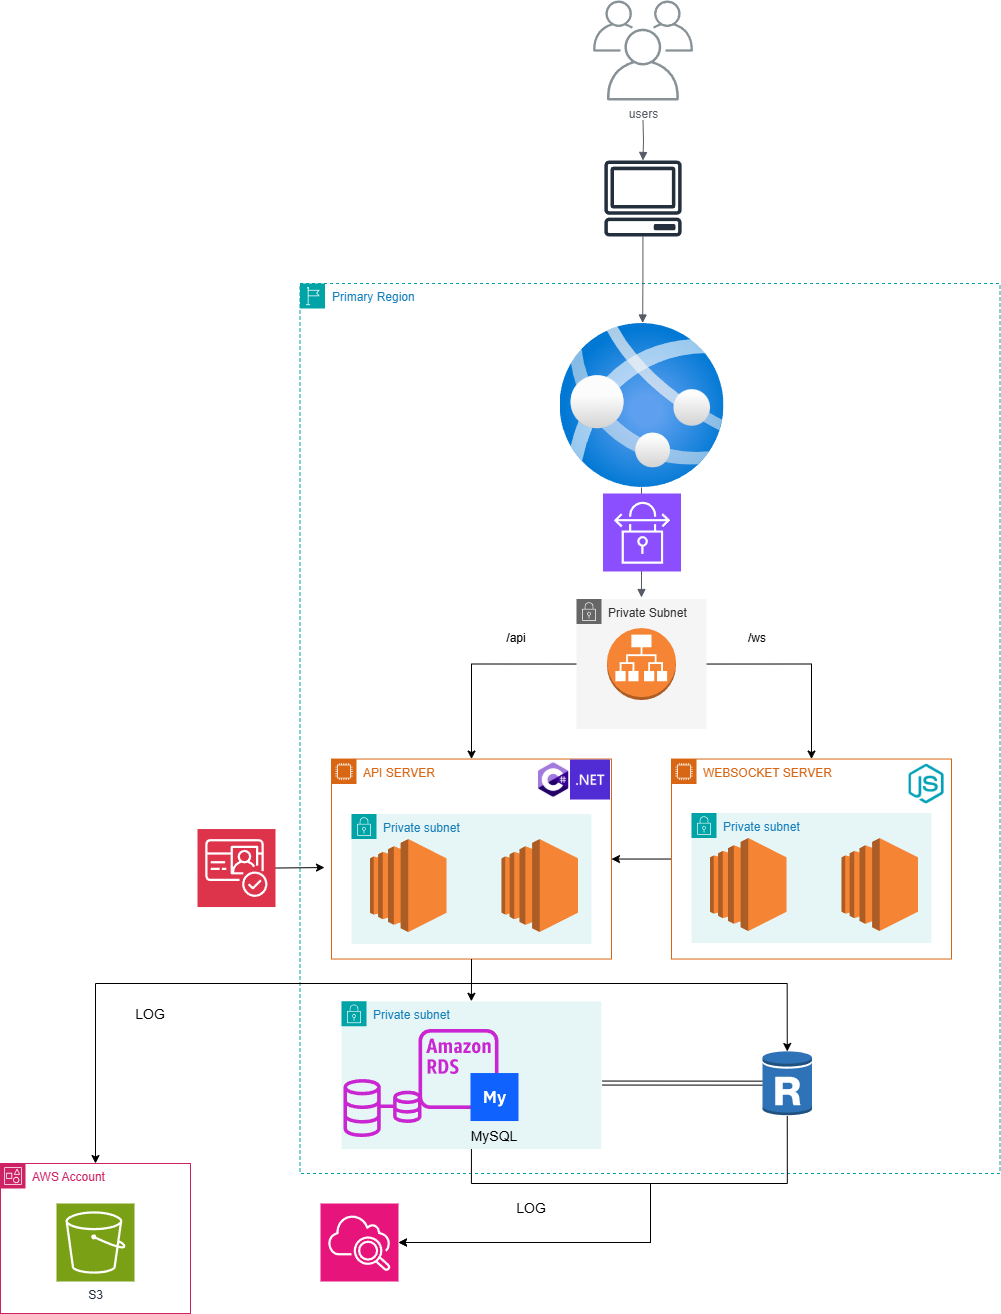 users
Primary Region
Private Subnet
/api
/ws
API SERVER
C#
.NET
WEBSOCKET SERVER
JS
Private subnet
Private subnet
LOG
Private subnet
Amazon
RDS
My
MySQL
R
AWS Account
S3
LOG